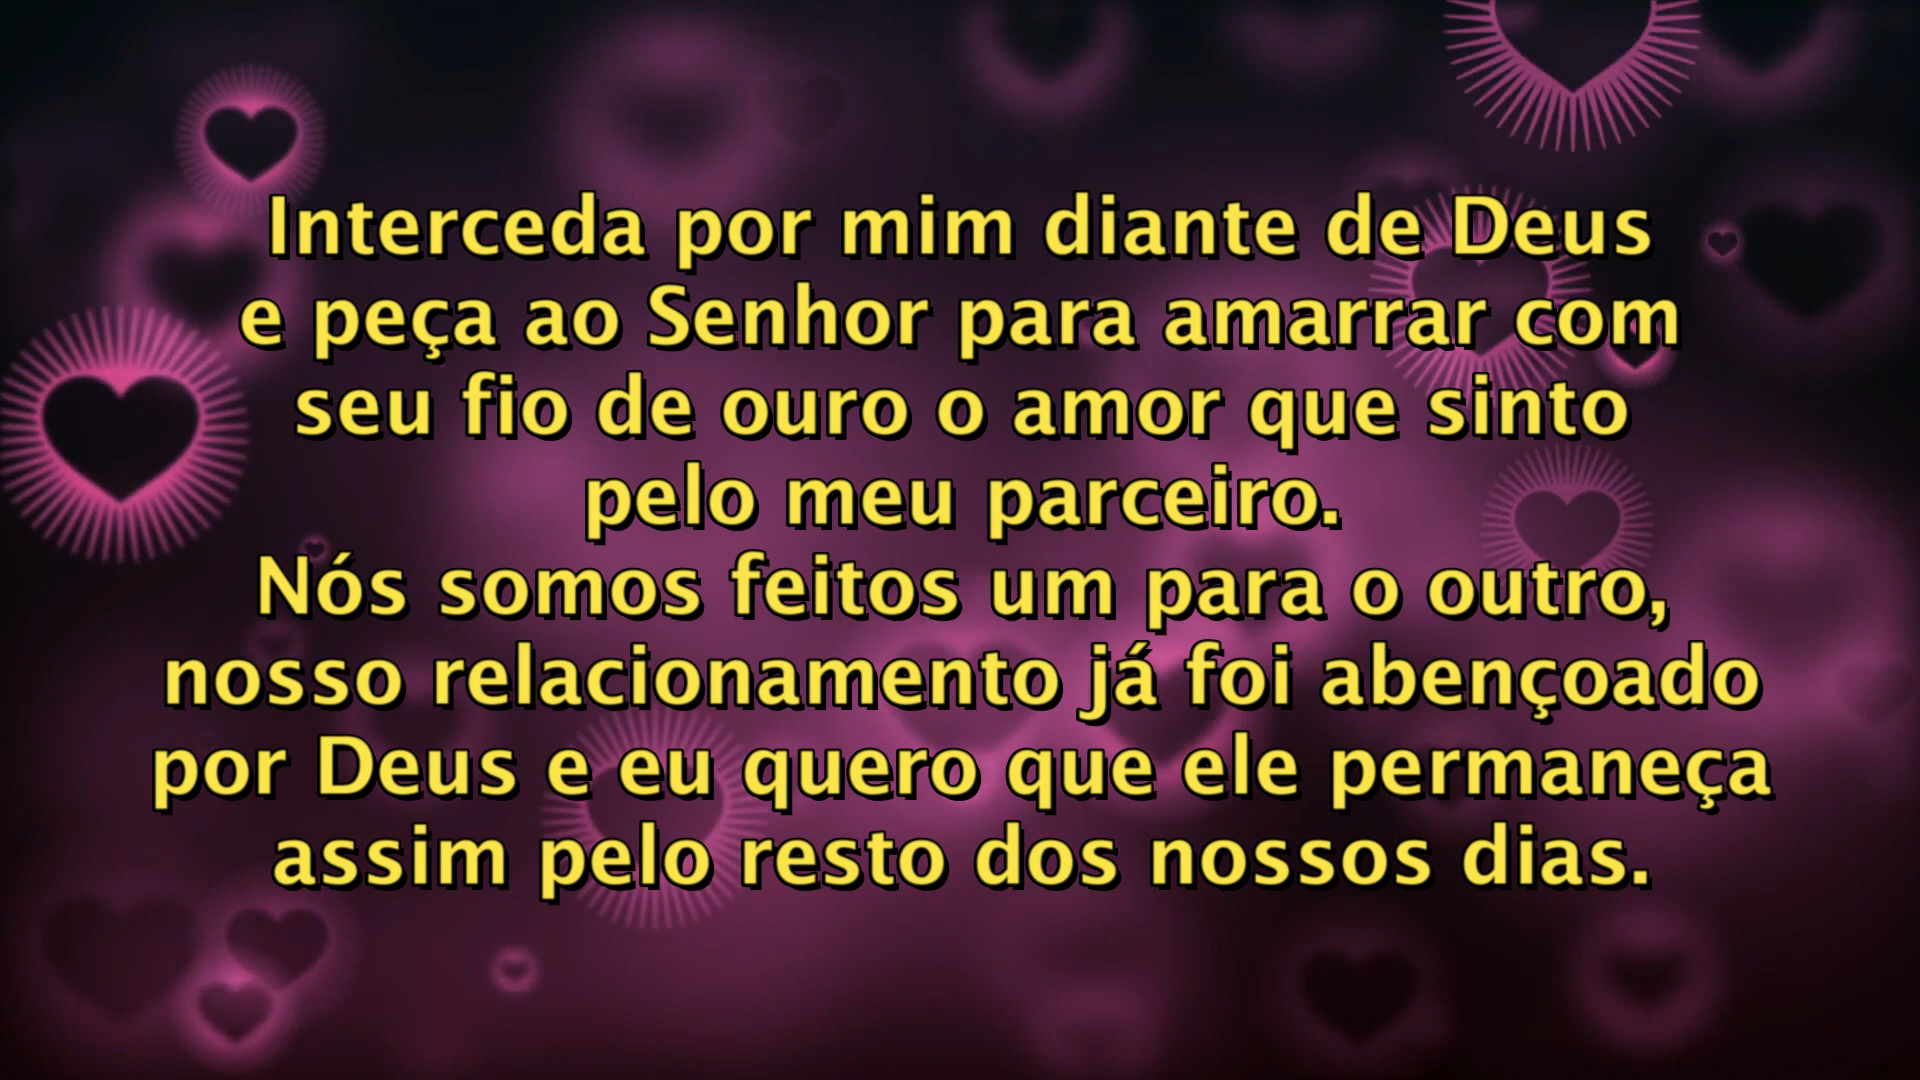 Interceda por mim diante de Deus
e peça ao Senhor para amarrar com
seu fio de ouro o amor que sinto
pelo meu parceiro.
Nós somos feitos um para o outro,
nosso relacionamento já foi abençoado
por Deus e eu quero que ele permaneça
assim pelo resto dos nossos dias.